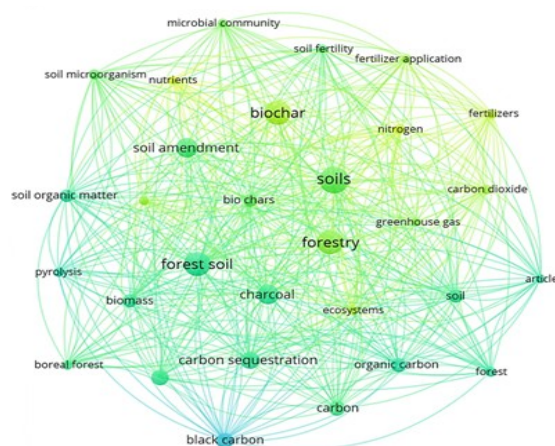 microbial community
soil fertility
fertilizer application
soil microorganism
nutrients
biochar
fertilizers
nitrogen
soil amendment
soils
soil organic matter
bio chars
carbon dioxide
greenhouse gas
forestry
forest soil
pyrolysis
article
biomass
charcoal
soil
ecosystems
boreal forest
carbon sequestration
organic carbon
forest
carbon
black carbon